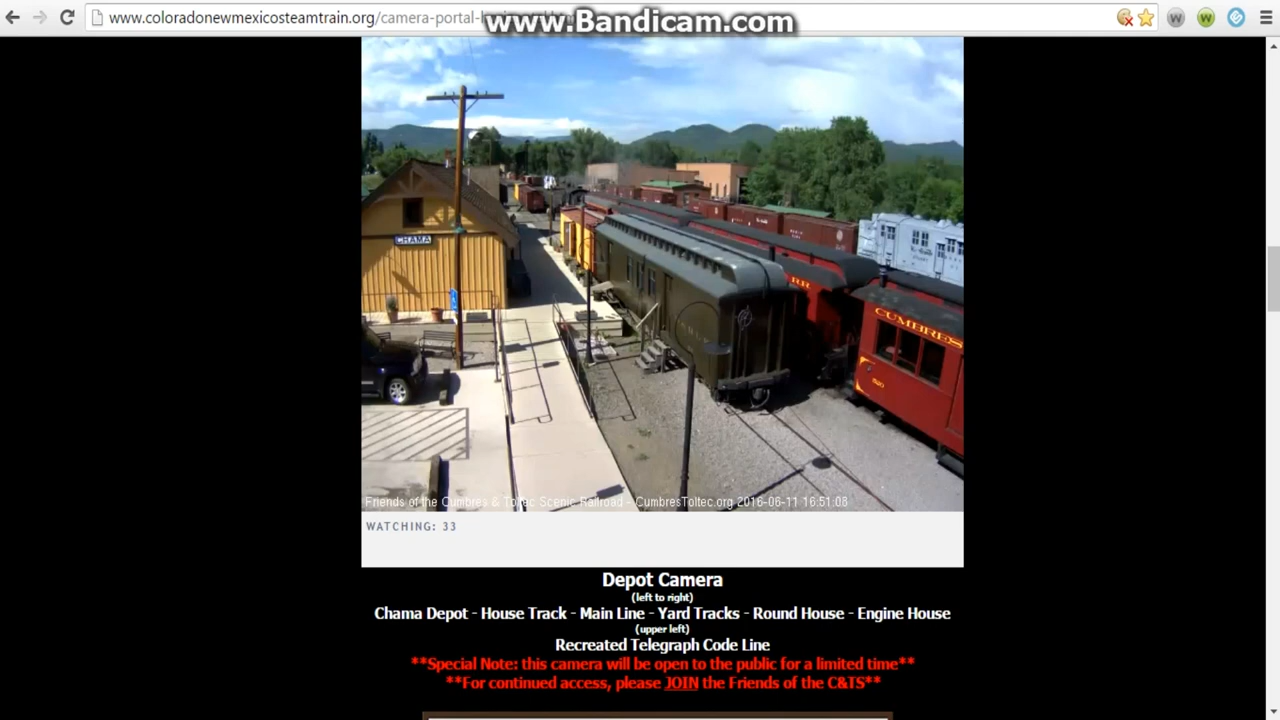 www.coloradonewmexicosteamtrain.org/camera-portal-
www.Bandicam.com
CHAMA
CUMBRES
520
Friends of the Cumbres & Toltec Scenic Railroad - CumbresToltec.org 2016-06-11 16:51:08
WATCHING: 33
Depot Camera
(left to right)
Chama Depot - House Track - Main Line - Yard Tracks - Round House - Engine House
(upper left)
Recreated Telegraph Code Line
**Special Note: this camera will be open to the public for a limited time**
**For continued access, please JOIN the Friends of the C&TS**